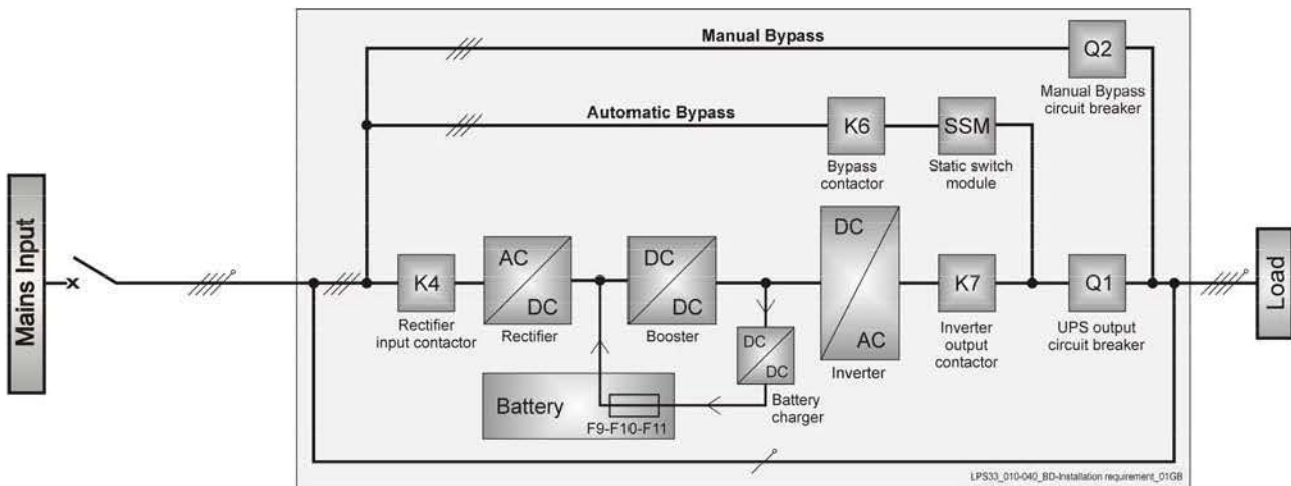 Manual Bypass
Q2
Manual Bypass
circuit breaker
Automatic Bypass
K6
SSM
Bypass
contactor
Static switch
module
Mains Input
K4
Rectifier
input contactor
AC
DC
Rectifier
DC
DC
Booster
DC
DC
Battery
charger
DC
AC
Inverter
K7
Inverter
output
contactor
Q1
UPS output
circuit breaker
Load
Battery
F9-F10-F11
LPS33_010-040_BD-Installation requirement_01GB